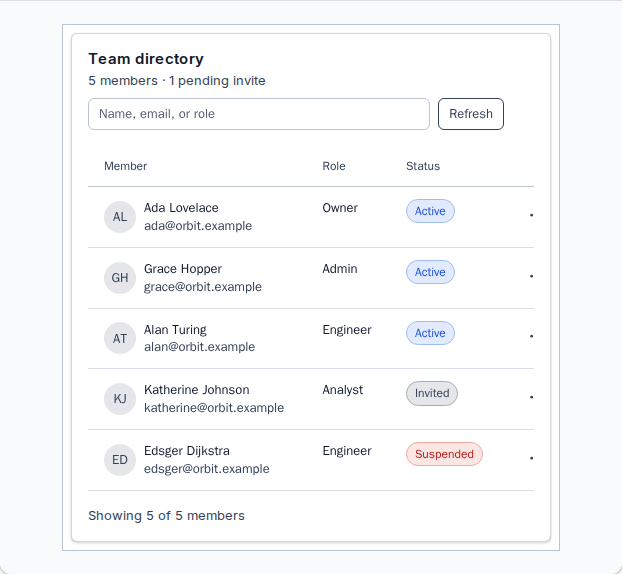 Team directory
5 members · 1 pending invite
Name, email, or role
Refresh
Member Role Status
AL Ada Lovelace Owner Active
ada@orbit.example
GH Grace Hopper Admin Active
grace@orbit.example
AT Alan Turing Engineer Active
alan@orbit.example
KJ Katherine Johnson Analyst Invited
katherine@orbit.example
ED Edsger Dijkstra Engineer Suspended
edsger@orbit.example
Showing 5 of 5 members